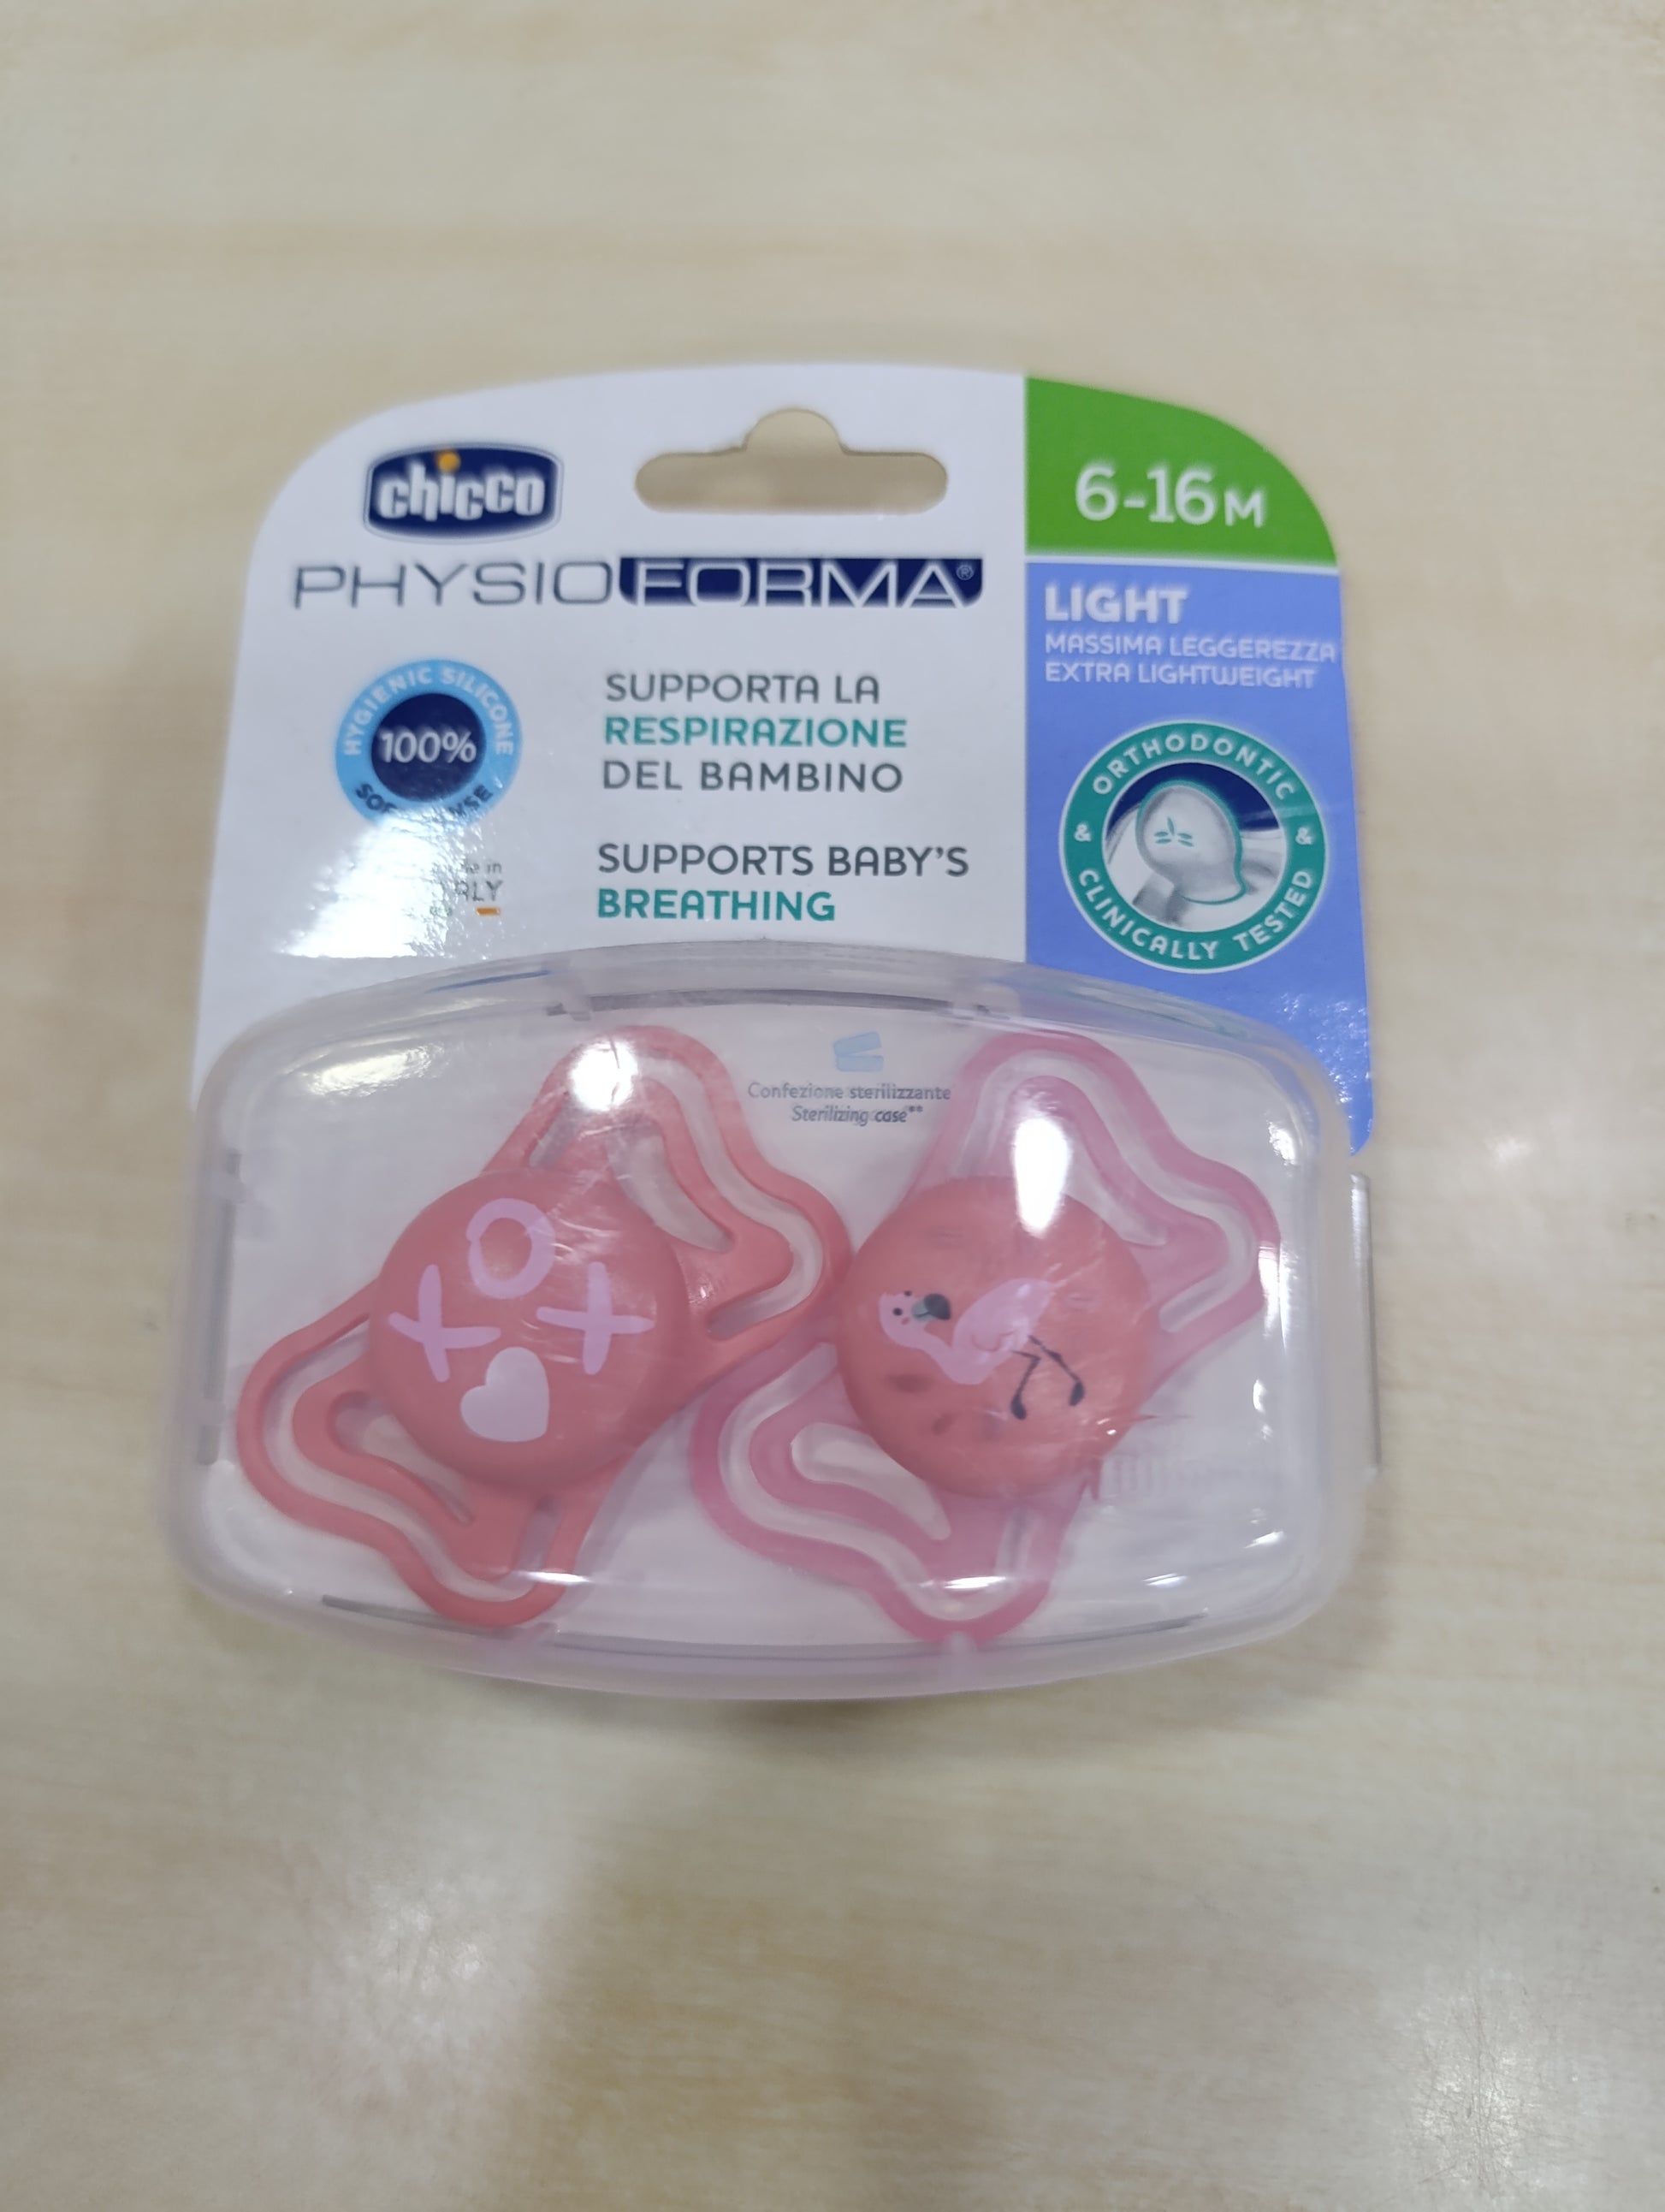 chicco
PHYSIOFORMA®
6-16M
LIGHT
MASSIMA LEGGEREZZA
EXTRA LIGHTWEIGHT
HYGIENIC SILICONE
100%
SUPPORTA LA
RESPIRAZIONE
DEL BAMBINO
SUPPORTS BABY'S
BREATHING
ORTHODONTIC
& CLINICALLY TESTED &
Confezione sterilizzante
Sterilizing case**
XOX